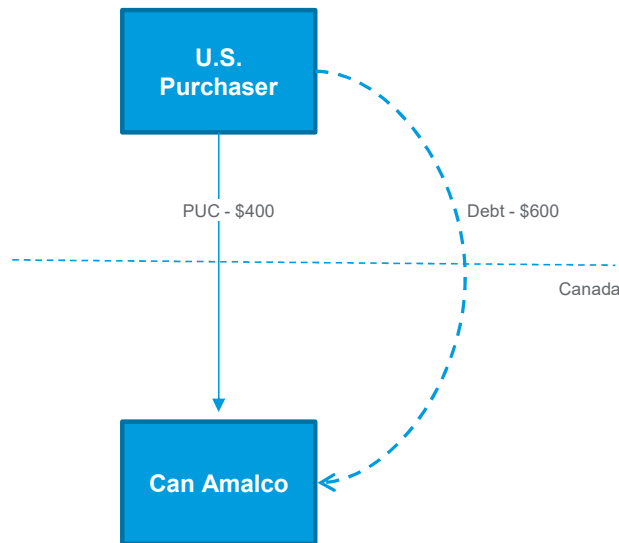 U.S.
Purchaser
PUC - $400
Debt - $600
Canada
Can Amalco